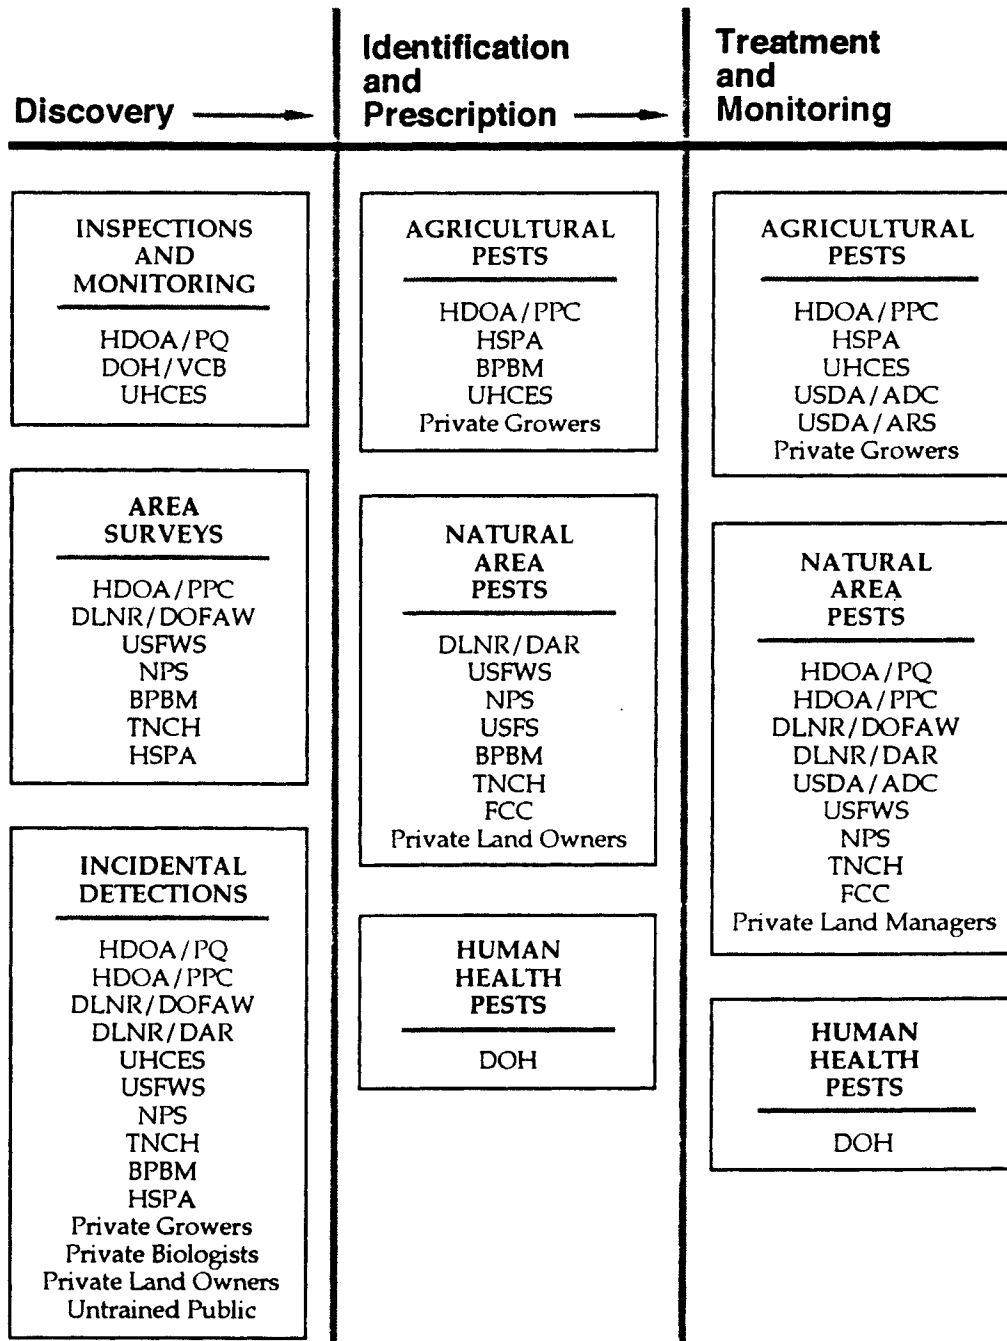 Discovery
INSPECTIONS
AND
MONITORING
HDOA/PQ
DOH/VCB
UHCES
AREA
SURVEYS
HDOA/PPC
DLNR/DOFAW
USFWS
NPS
BPBM
TNCH
HSPA
INCIDENTAL
DETECTIONS
HDOA/PQ
HDOA/PPC
DLNR/DOFAW
DLNR/DAR
UHCES
USFWS
NPS
TNCH
BPBM
HSPA
Private Growers
Private Biologists
Private Land Owners
Untrained Public
Identification
and
Prescription
AGRICULTURAL
PESTS
HDOA/PPC
HSPA
BPBM
UHCES
Private Growers
NATURAL
AREA
PESTS
DLNR/DAR
USFWS
NPS
USFS
BPBM
TNCH
FCC
Private Land Owners
HUMAN
HEALTH
PESTS
DOH
Treatment
and
Monitoring
AGRICULTURAL
PESTS
HDOA/PPC
HSPA
UHCES
USDA/ADC
USDA/ARS
Private Growers
NATURAL
AREA
PESTS
HDOA/PQ
HDOA/PPC
DLNR/DOFAW
DLNR/DAR
USDA/ADC
USFWS
NPS
TNCH
FCC
Private Land Managers
HUMAN
HEALTH
PESTS
DOH